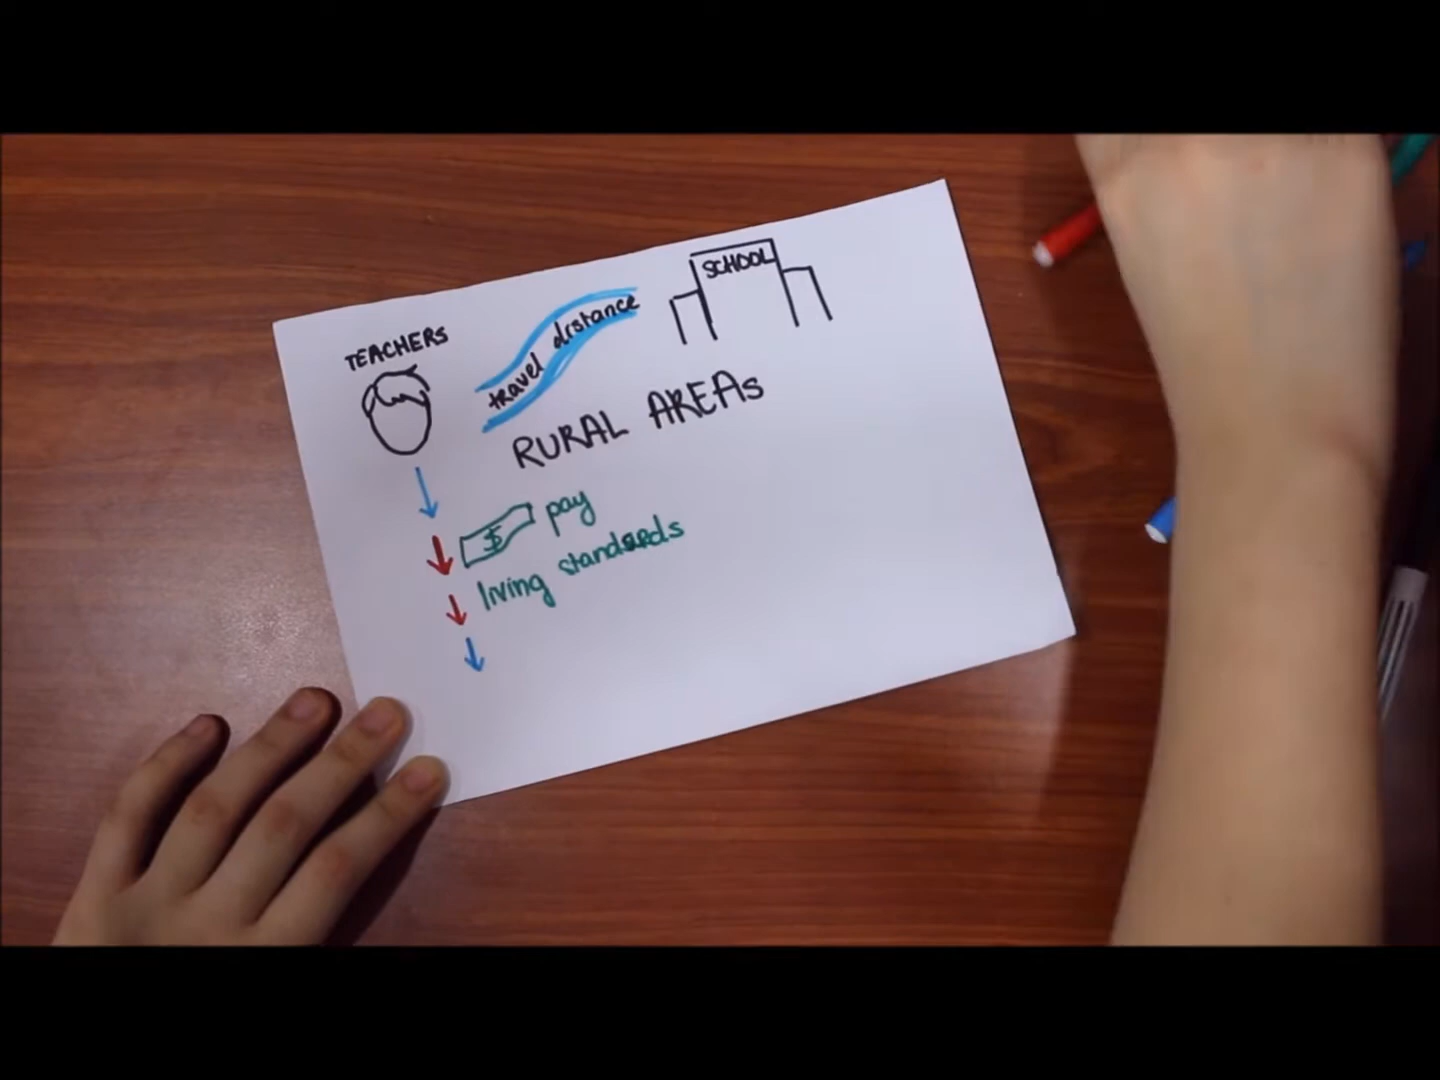 TEACHERS
travel distance
SCHOOL
RURAL AREAs
$ pay
living standards